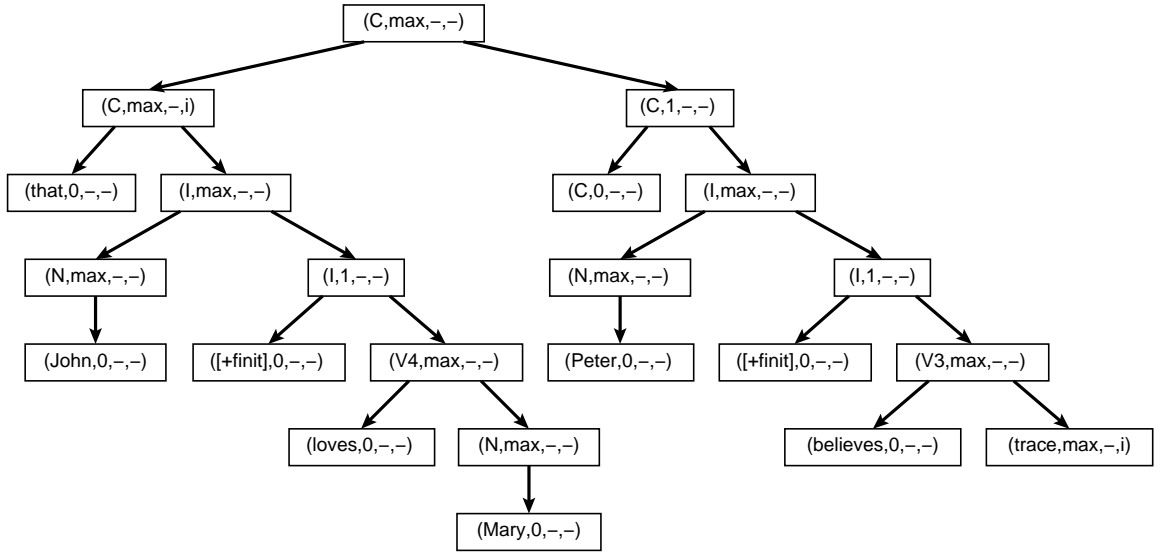 (C,max,–,–)
(C,max,–,i) (C,1,–,–)
(that,0,–,–) (I,max,–,–) (C,0,–,–) (I,max,–,–)
(N,max,–,–) (I,1,–,–) (N,max,–,–) (I,1,–,–)
(John,0,–,–) ([+finit],0,–,–) (V4,max,–,–) (Peter,0,–,–) ([+finit],0,–,–) (V3,max,–,–)
(loves,0,–,–) (N,max,–,–) (believes,0,–,–) (trace,max,–,i)
(Mary,0,–,–)